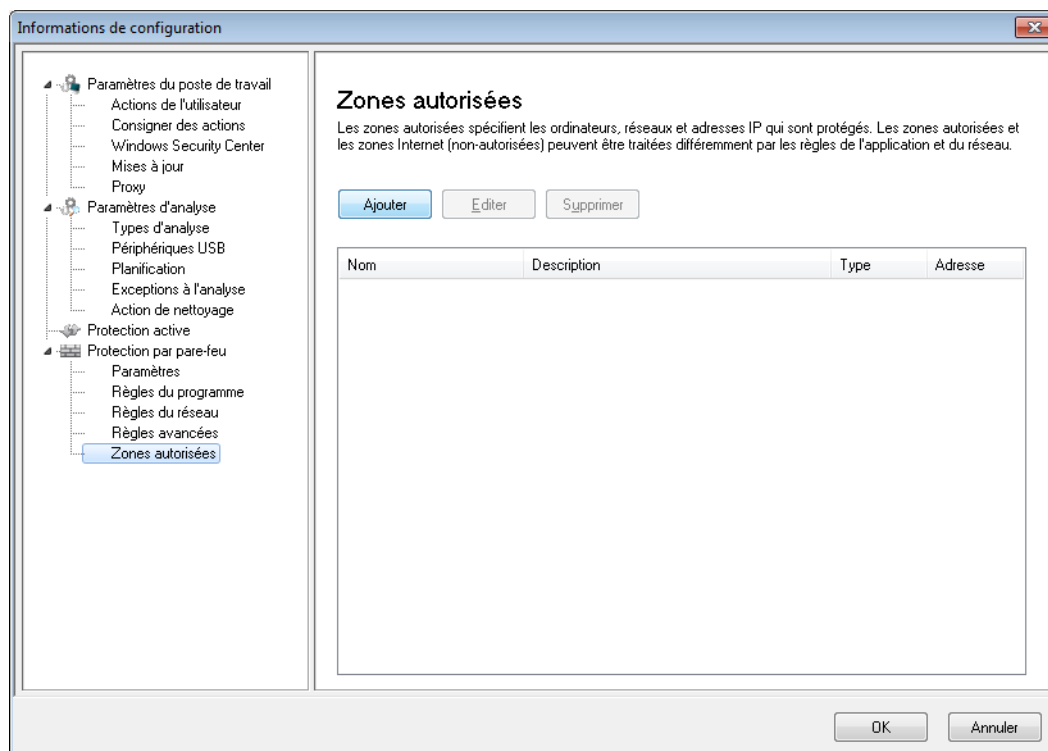 Informations de configuration
Paramètres du poste de travail
Actions de l'utilisateur
Consigner des actions
Windows Security Center
Mises à jour
Proxy
Paramètres d'analyse
Types d'analyse
Périphériques USB
Planification
Exceptions à l'analyse
Action de nettoyage
Protection active
Protection par pare-feu
Paramètres
Règles du programme
Règles du réseau
Règles avancées
Zones autorisées
Zones autorisées
Les zones autorisées spécifient les ordinateurs, réseaux et adresses IP qui sont protégés. Les zones autorisées et
les zones Internet (non-autorisées) peuvent être traitées différemment par les règles de l'application et du réseau.
Ajouter Editer Supprimer
Nom Description Type Adresse
OK Annuler